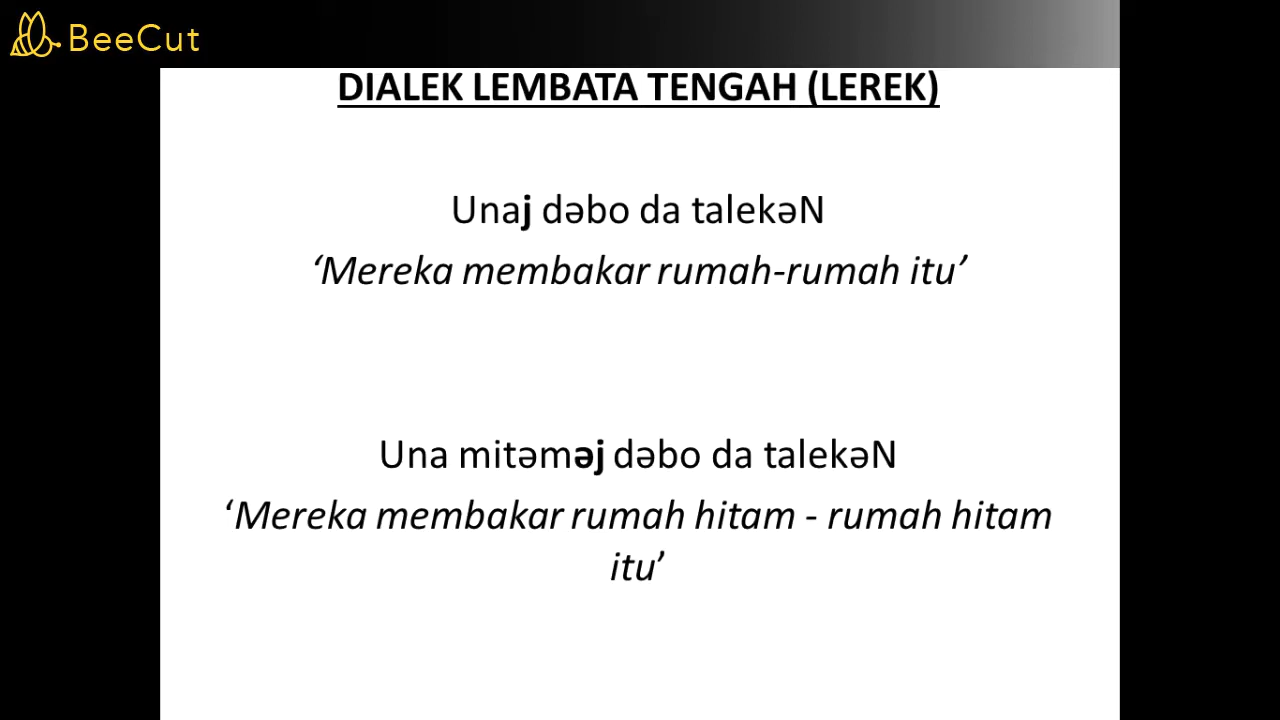 BeeCut
DIALEK LEMBATA TENGAH (LEREK)
Unaj dəbo da talekəN
‘Mereka membakar rumah-rumah itu’
Una mitəməj dəbo da talekəN
‘Mereka membakar rumah hitam - rumah hitam
itu’